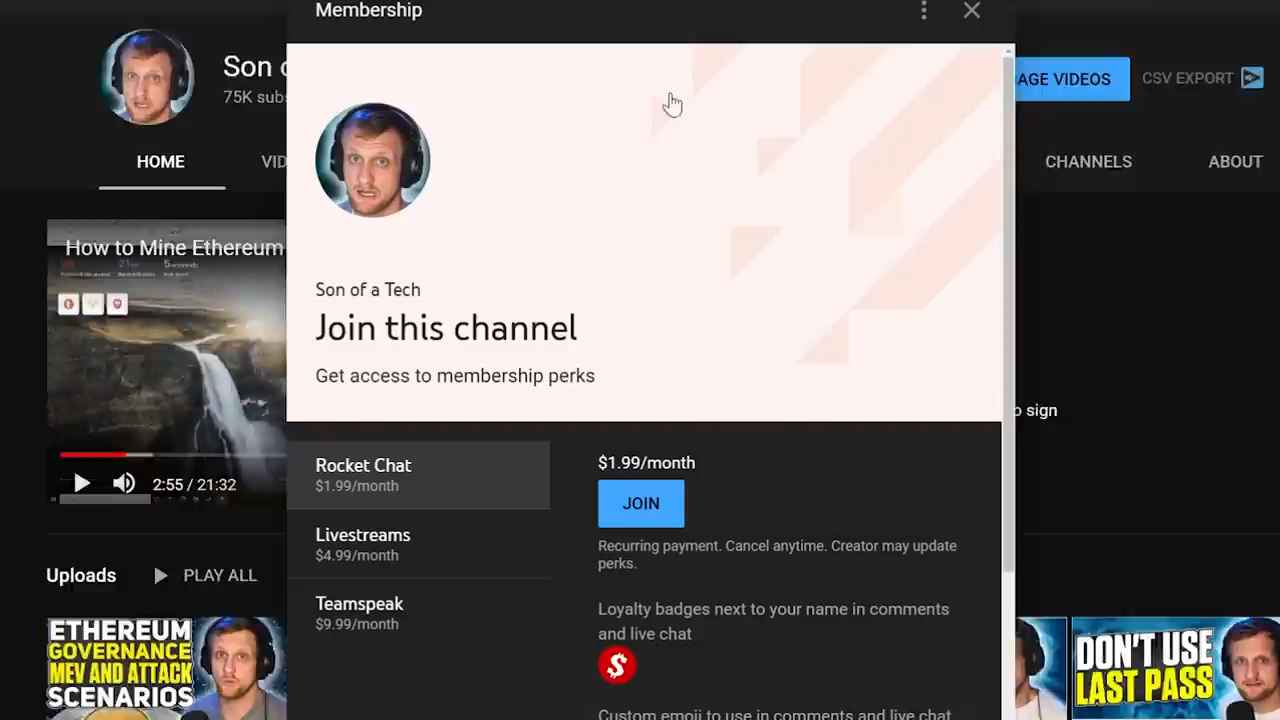 Membership
Son o
75K subs
AGE VIDEOS
CSV EXPORT
HOME
VID
CHANNELS
ABOUT
How to Mine Ethereum
Son of a Tech
Join this channel
Get access to membership perks
o sign
Rocket Chat
$1.99/month
$1.99/month
JOIN
2:55 / 21:32
Livestreams
$4.99/month
Recurring payment. Cancel anytime. Creator may update
perks.
Uploads
PLAY ALL
Teamspeak
$9.99/month
Loyalty badges next to your name in comments
and live chat
$
ETHEREUM
GOVERNANCE
MEV AND ATTACK
SCENARIOS
DON'T USE
LAST PASS
Custom emoji to use in comments and live chat